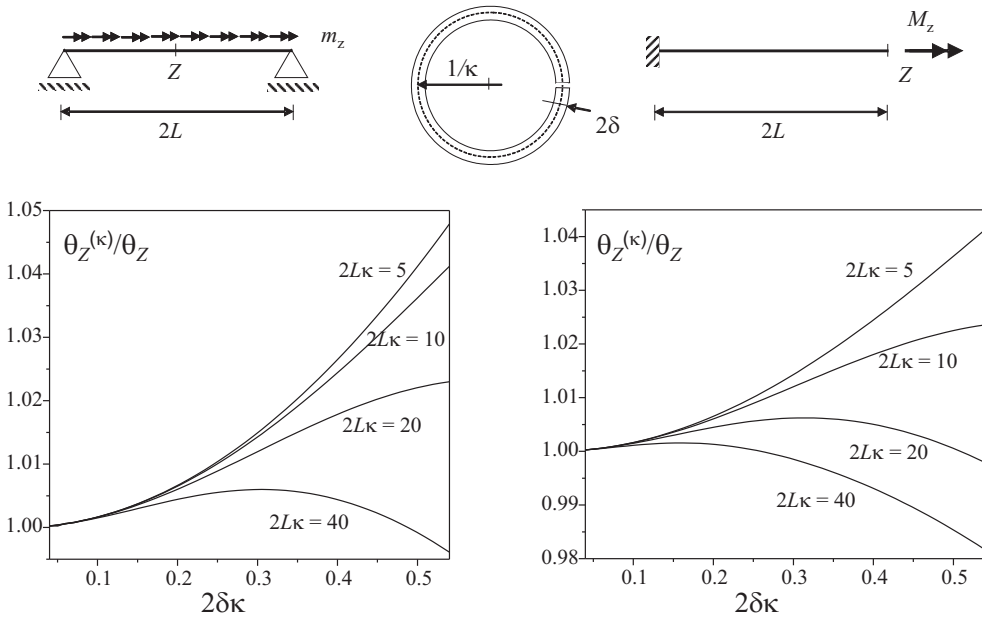 m_z
Z
2L
1/κ
2δ
M_z
Z
2L
θ_Z^(κ)/θ_Z
1.05
1.04
1.03
1.02
1.01
1.00
2Lκ = 5
2Lκ = 10
2Lκ = 20
2Lκ = 40
0.1 0.2 0.3 0.4 0.5
2δκ
θ_Z^(κ)/θ_Z
1.04
1.03
1.02
1.01
1.00
0.99
0.98
2Lκ = 5
2Lκ = 10
2Lκ = 20
2Lκ = 40
0.1 0.2 0.3 0.4 0.5
2δκ